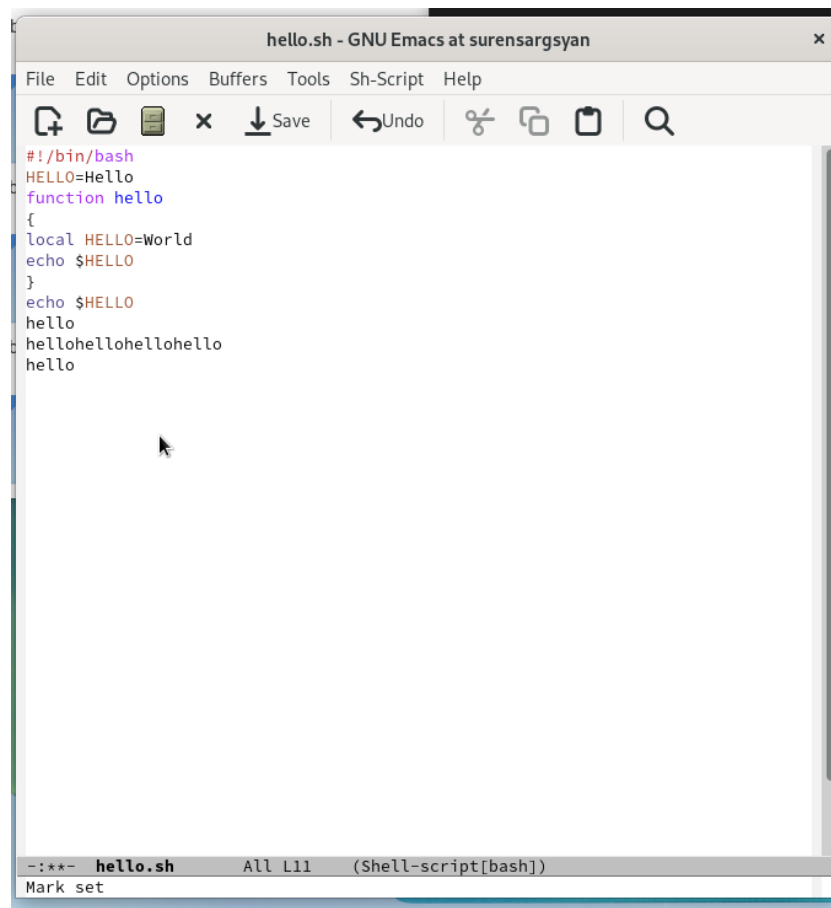 hello.sh - GNU Emacs at surensargsyan
×
File Edit Options Buffers Tools Sh-Script Help
Save Undo
#!/bin/bash
HELLO=Hello
function hello
{
local HELLO=World
echo $HELLO
}
echo $HELLO
hello
hellohellohellohello
hello
-:**- hello.sh All L11 (Shell-script[bash])
Mark set